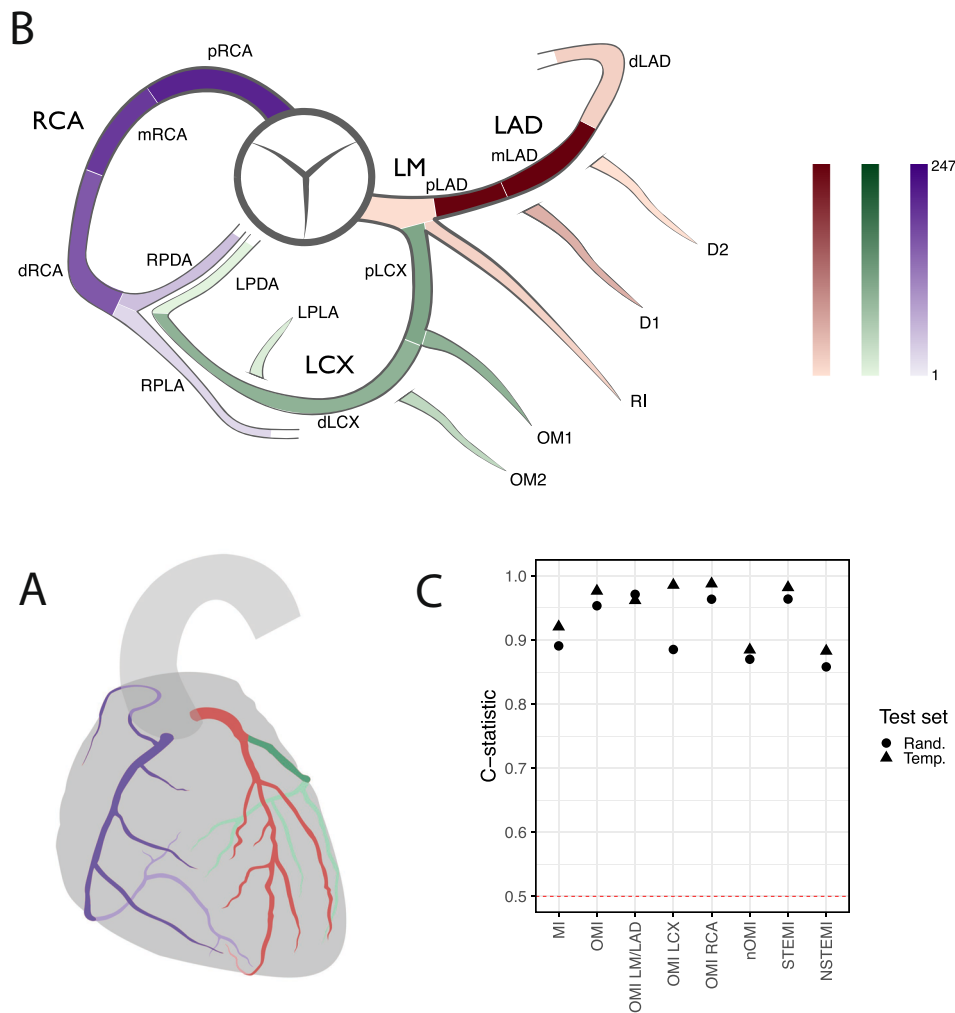 B
pRCA
RCA
mRCA
dRCA
RPDA
LPDA
RPLA
LPLA
LCX
dLCX
pLCX
LM
pLAD
LAD
mLAD
dLAD
D2
D1
RI
OM1
OM2
247
1
A
C
C−statistic
1.0
0.9
0.8
0.7
0.6
0.5
MI
OMI
OMI LM/LAD
OMI LCX
OMI RCA
nOMI
STEMI
NSTEMI
Test set
Rand.
Temp.